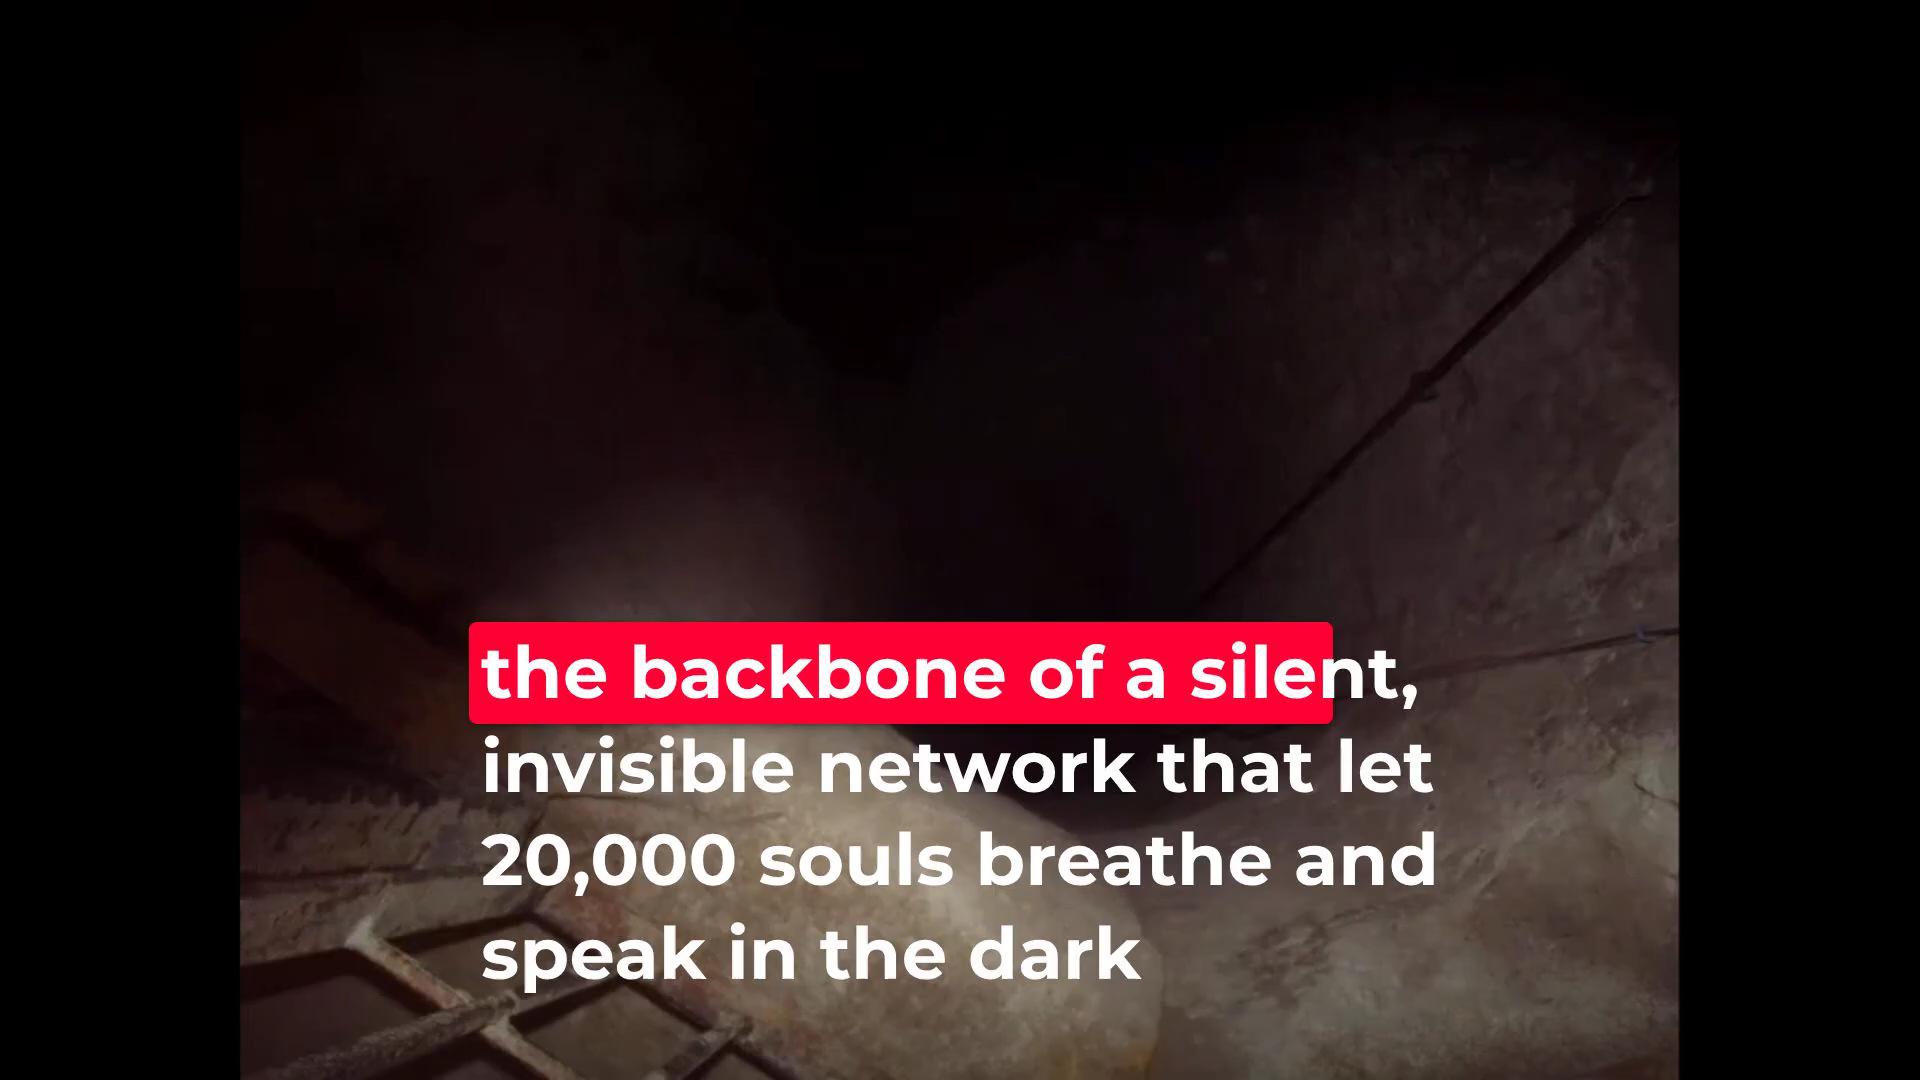 the backbone of a silent,
invisible network that let
20,000 souls breathe and
speak in the dark